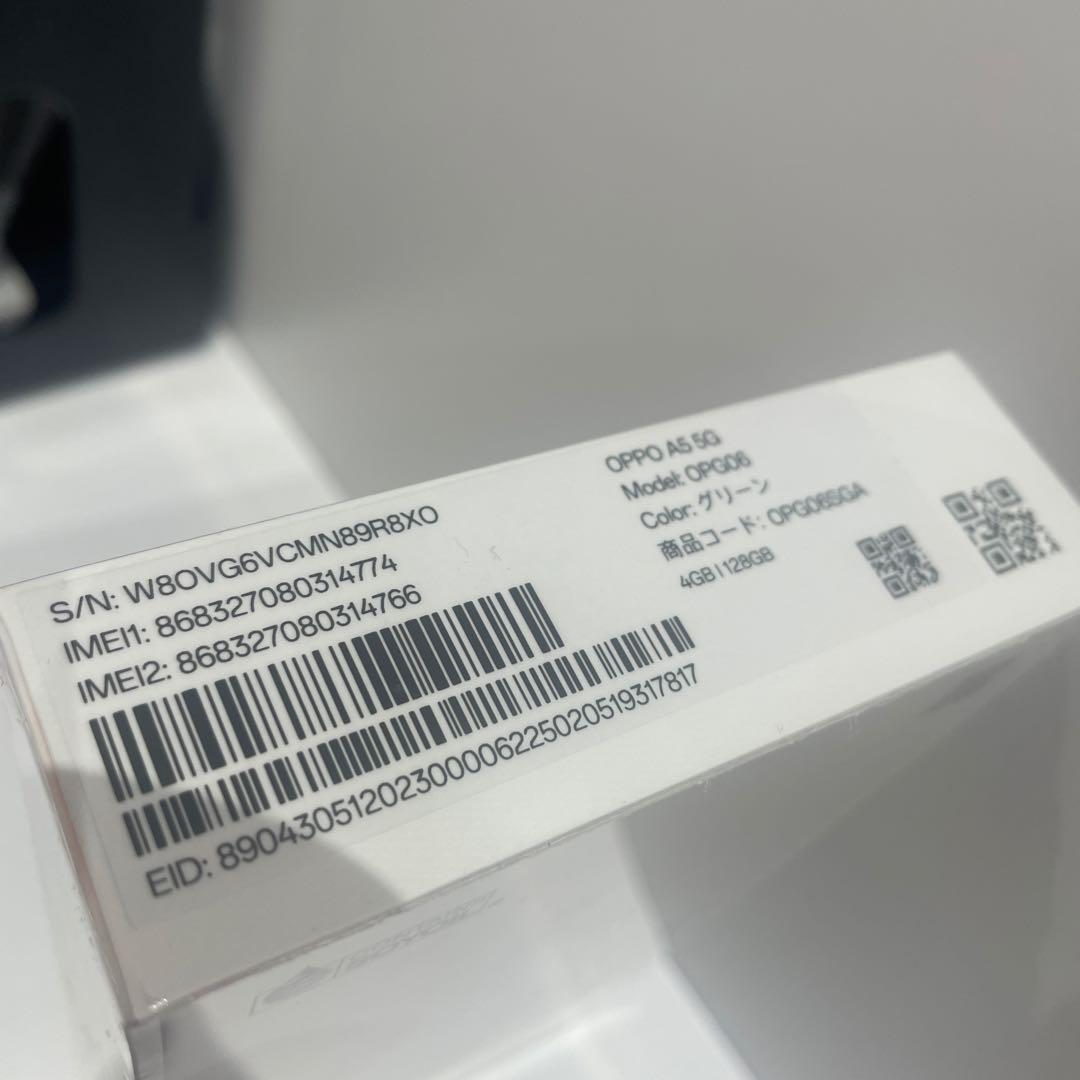 S/N: W8OVG6VCMN89R8XO
IMEI1: 868327080314774
IMEI2: 868327080314766
EID: 89043051202300006225020519317817
OPPO A5 5G
Model: OPG06
Color: グリーン
商品コード: OPG06SGA
4GB | 128GB